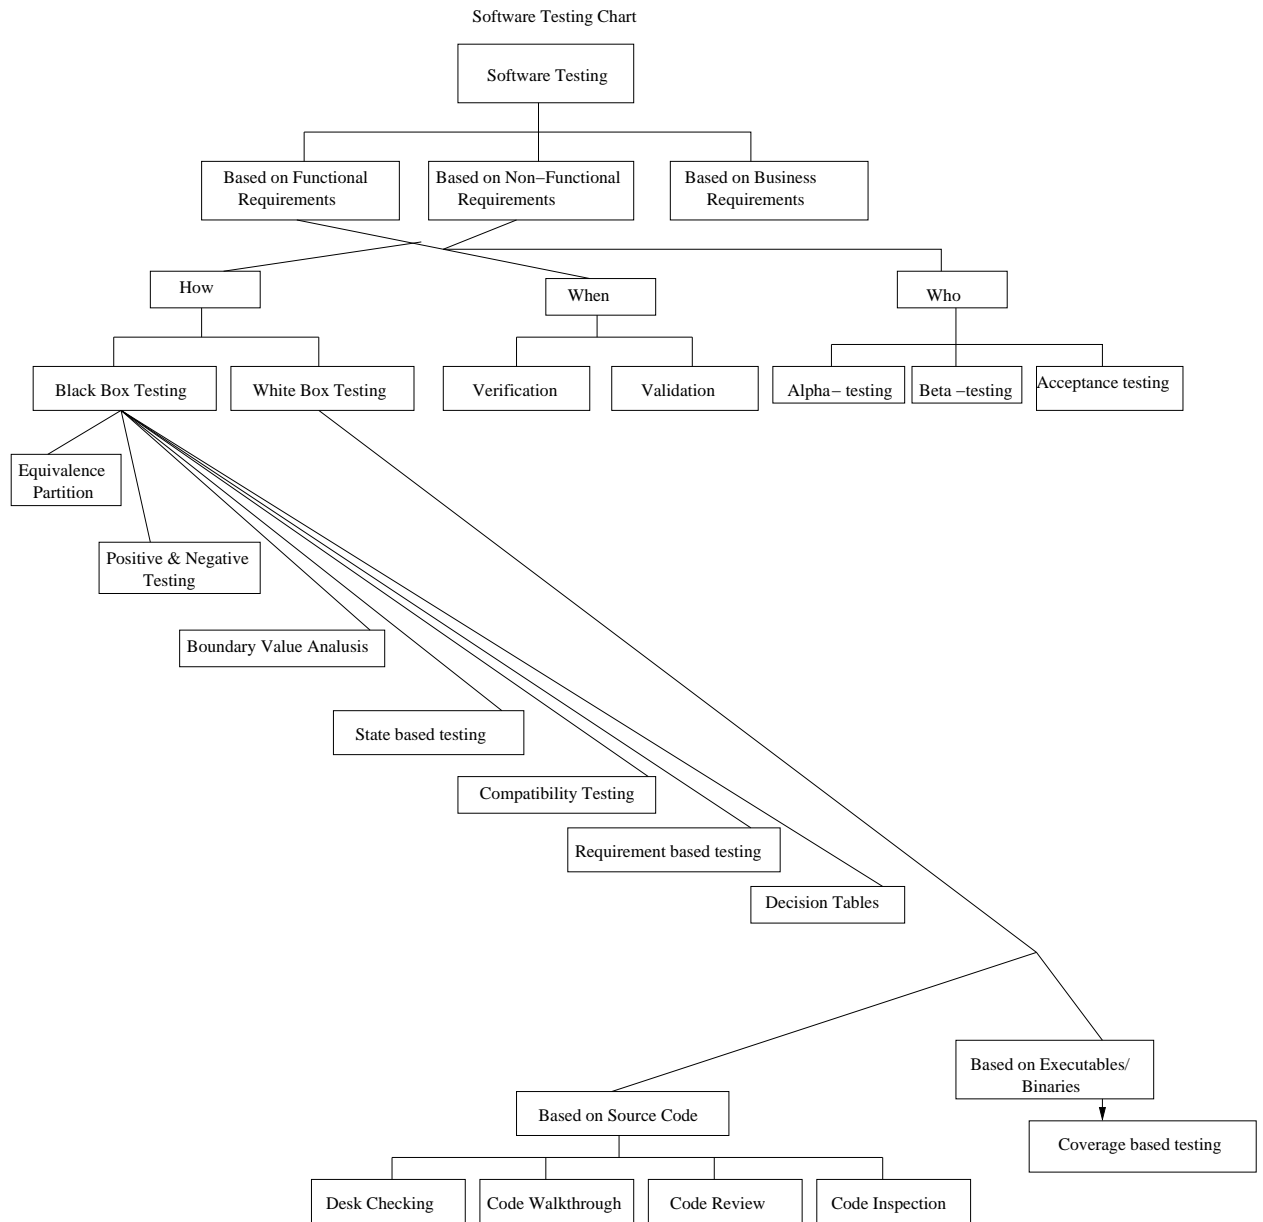 Software Testing Chart
Software Testing
Based on Functional
Requirements
Based on Non−Functional
Requirements
Based on Business
Requirements
How
When
Who
Black Box Testing
White Box Testing
Verification
Validation
Alpha− testing
Beta −testing
Acceptance testing
Equivalence
Partition
Positive & Negative
Testing
Boundary Value Analusis
State based testing
Compatibility Testing
Requirement based testing
Decision Tables
Based on Executables/
Binaries
Based on Source Code
Coverage based testing
Desk Checking
Code Walkthrough
Code Review
Code Inspection